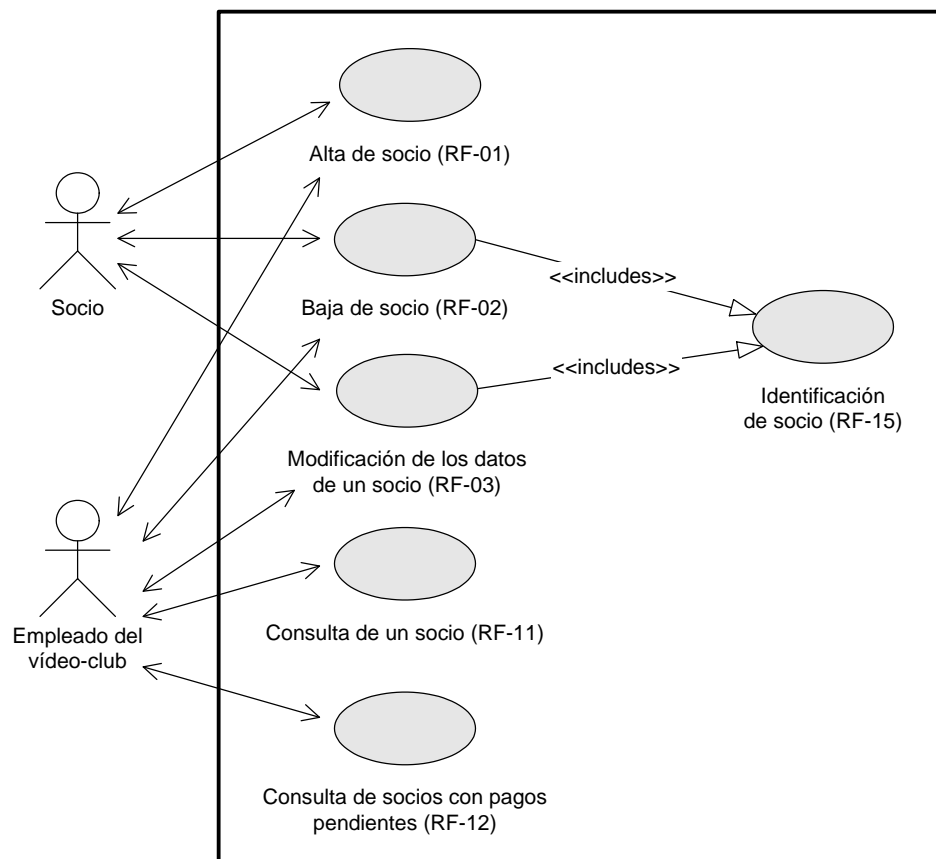 Alta de socio (RF-01)
Socio
Baja de socio (RF-02)
<<includes>>
<<includes>>
Identificación
de socio (RF-15)
Modificación de los datos
de un socio (RF-03)
Empleado del
vídeo-club
Consulta de un socio (RF-11)
Consulta de socios con pagos
pendientes (RF-12)